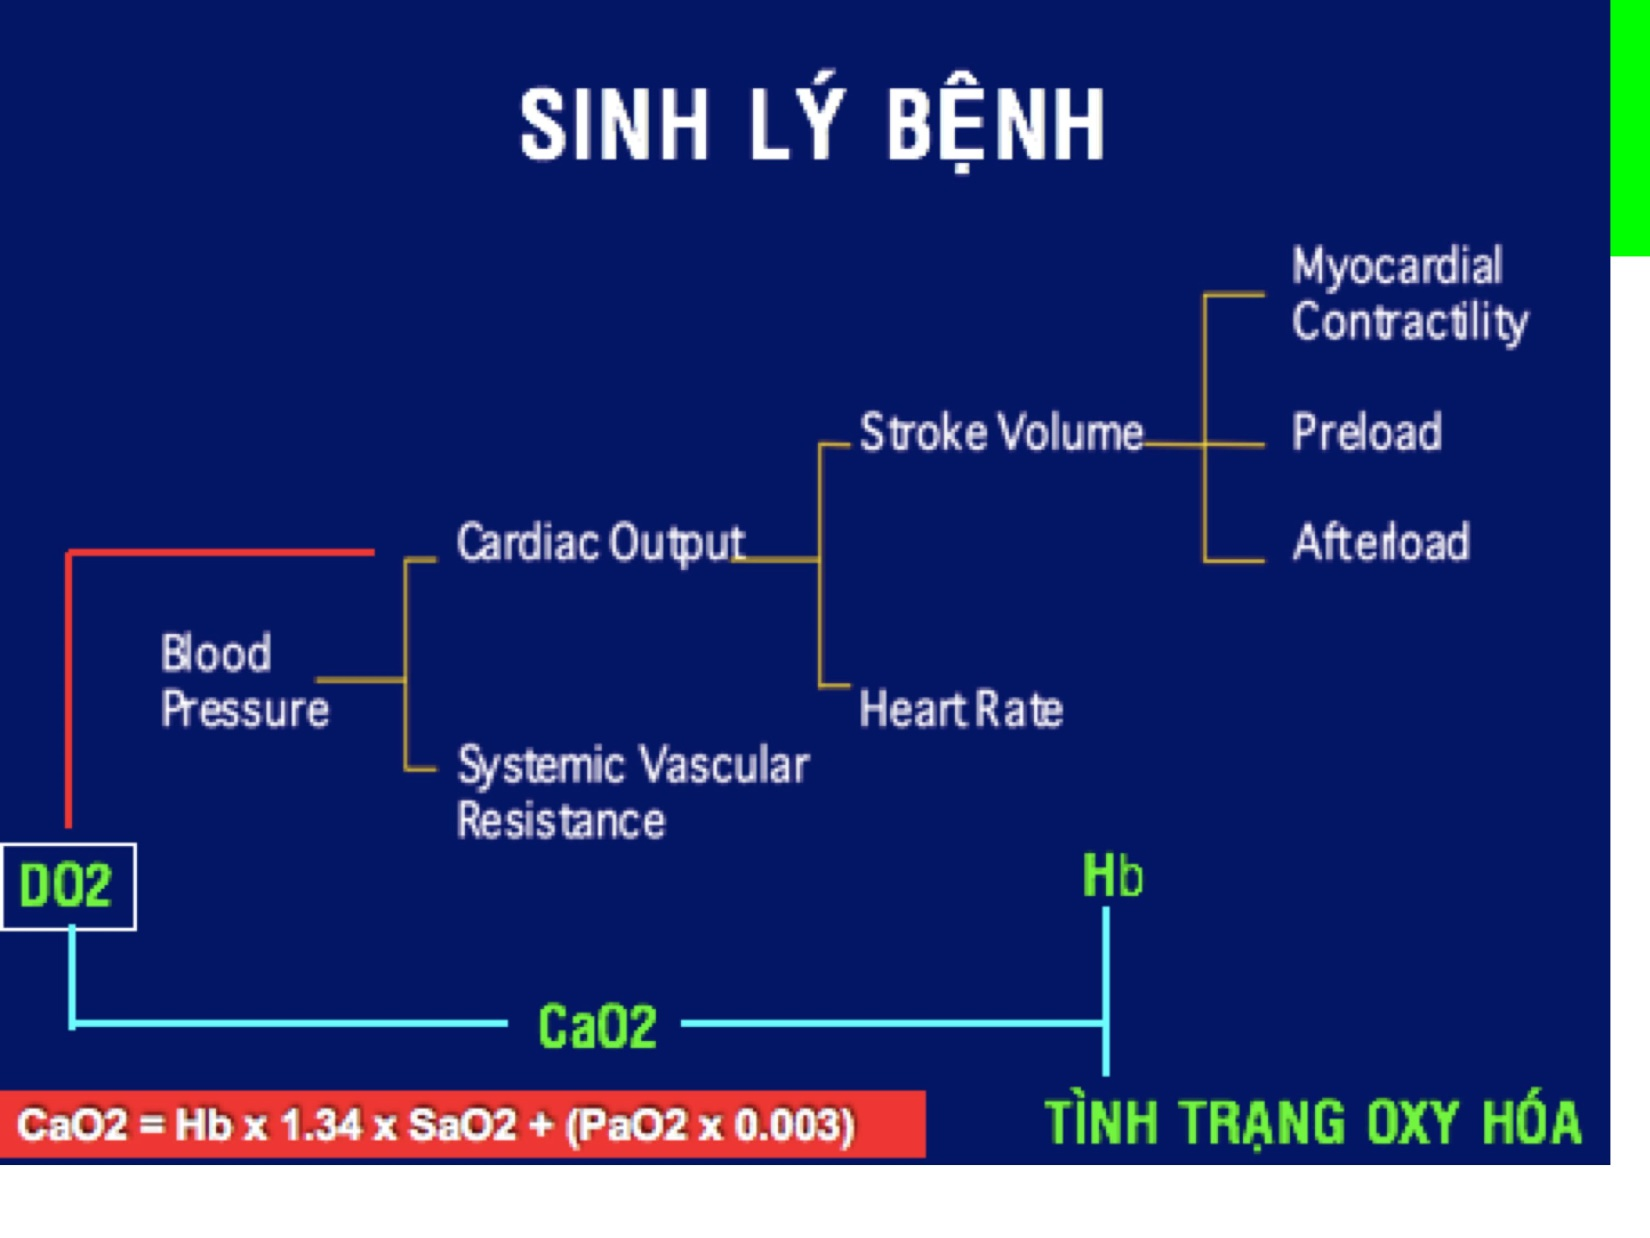 SINH LÝ BỆNH
Myocardial
Contractility
Stroke Volume
Preload
Cardiac Output
Afterload
Blood
Pressure
Heart Rate
Systemic Vascular
Resistance
DO2
Hb
CaO2
CaO2 = Hb x 1.34 x SaO2 + (PaO2 x 0.003)
TÌNH TRẠNG OXY HÓA